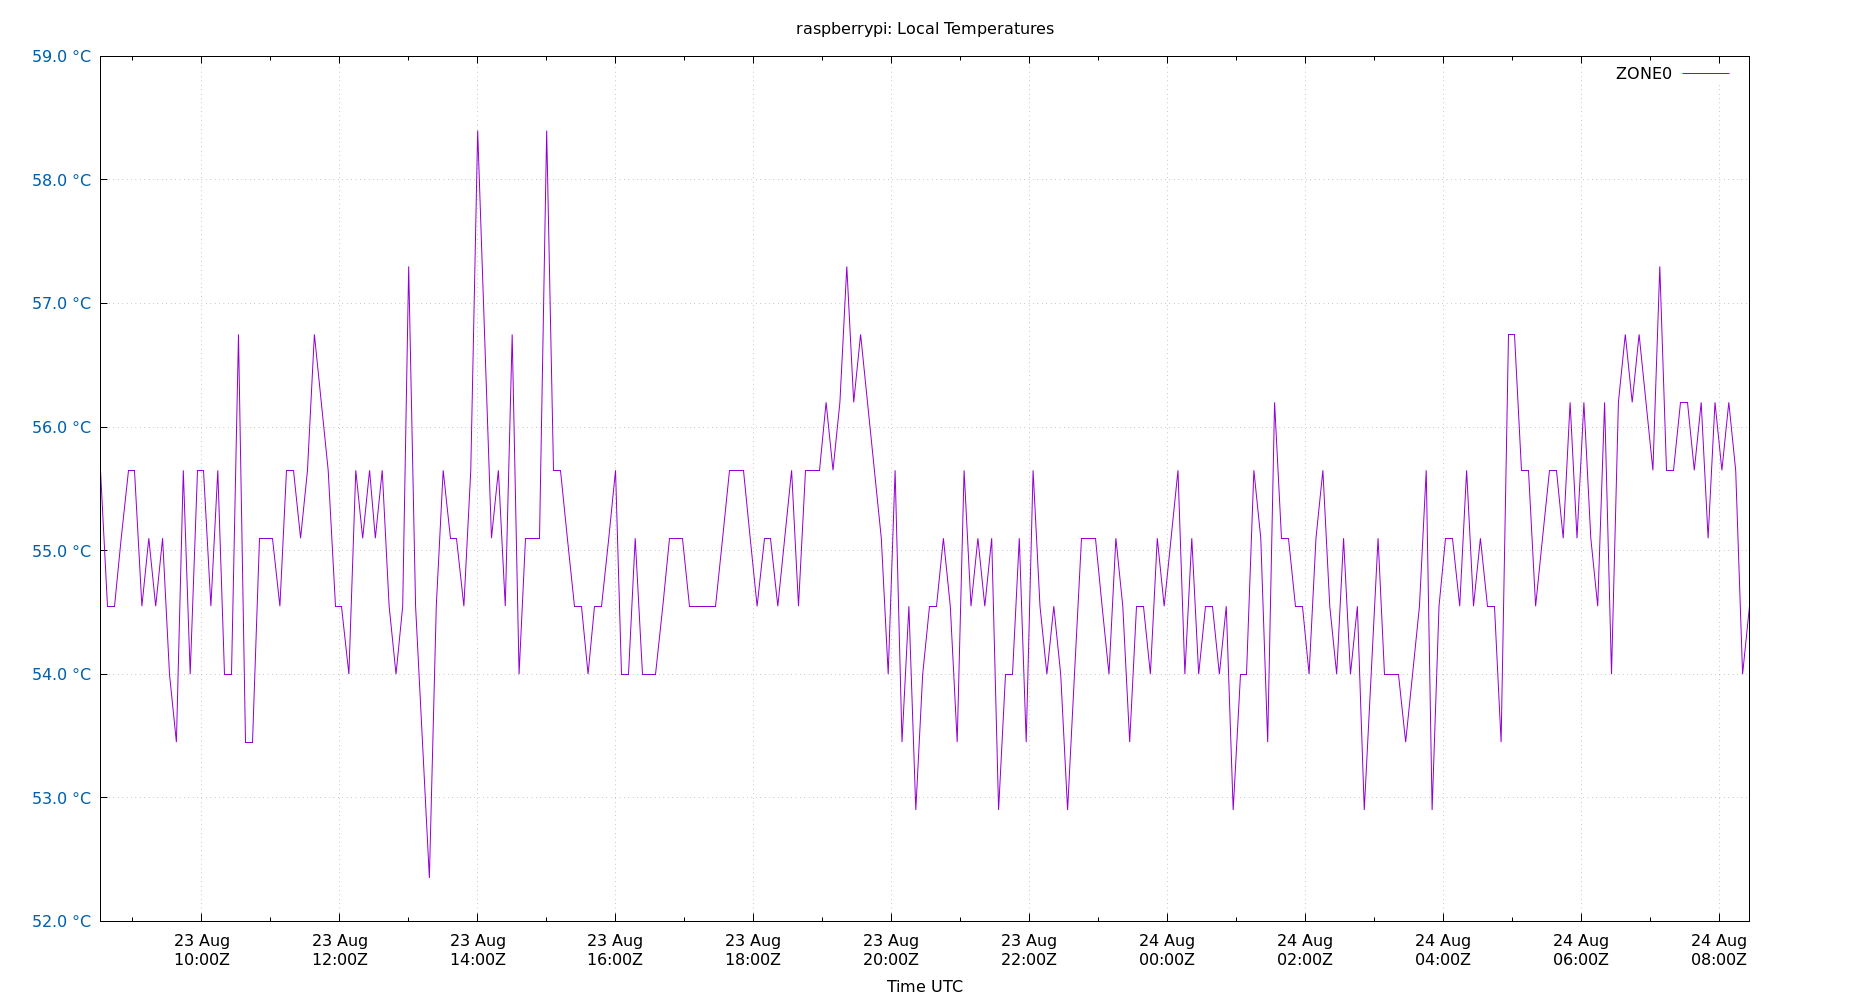 raspberrypi: Local Temperatures
59.0 °C
ZONE0
58.0 °C
57.0 °C
56.0 °C
55.0 °C
54.0 °C
53.0 °C
52.0 °C
23 Aug 23 Aug 23 Aug 23 Aug 23 Aug 23 Aug 23 Aug 24 Aug 24 Aug 24 Aug 24 Aug 24 Aug
10:00Z 12:00Z 14:00Z 16:00Z 18:00Z 20:00Z 22:00Z 00:00Z 02:00Z 04:00Z 06:00Z 08:00Z
Time UTC